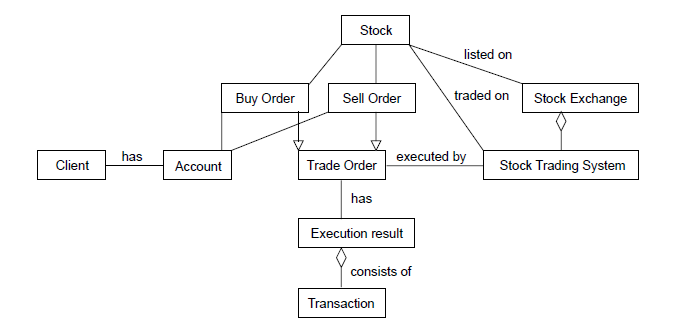 Stock
listed on
Buy Order
Sell Order
traded on
Stock Exchange
Client
has
Account
Trade Order
executed by
Stock Trading System
has
Execution result
consists of
Transaction